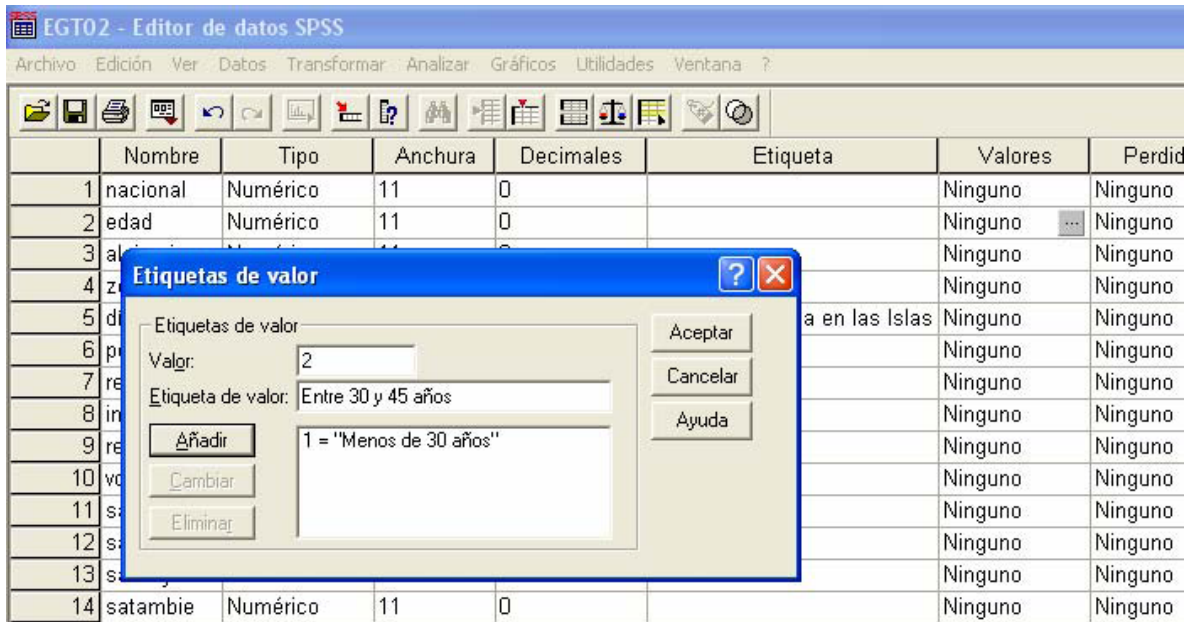 EGT02 - Editor de datos SPSS
Archivo Edición Ver Datos Transformar Analizar Gráficos Utilidades Ventana ?
Nombre Tipo Anchura Decimales Etiqueta Valores Perdid
1 nacional Numérico 11 0 Ninguno Ninguno
2 edad Numérico 11 0 Ninguno ... Ninguno
3 Ninguno Ninguno
4 Ninguno Ninguno
5 a en las Islas Ninguno Ninguno
6 Ninguno Ninguno
7 re Ninguno Ninguno
8 in Ninguno Ninguno
9 re Ninguno Ninguno
10 Ninguno Ninguno
11 Ninguno Ninguno
12 Ninguno Ninguno
13 Ninguno Ninguno
14 satambie Numérico 11 0 Ninguno Ninguno
Etiquetas de valor ?
Etiquetas de valor
Valor: 2
Etiqueta de valor: Entre 30 y 45 años
Añadir
Cambiar
Eliminar
1 = "Menos de 30 años"
Aceptar
Cancelar
Ayuda